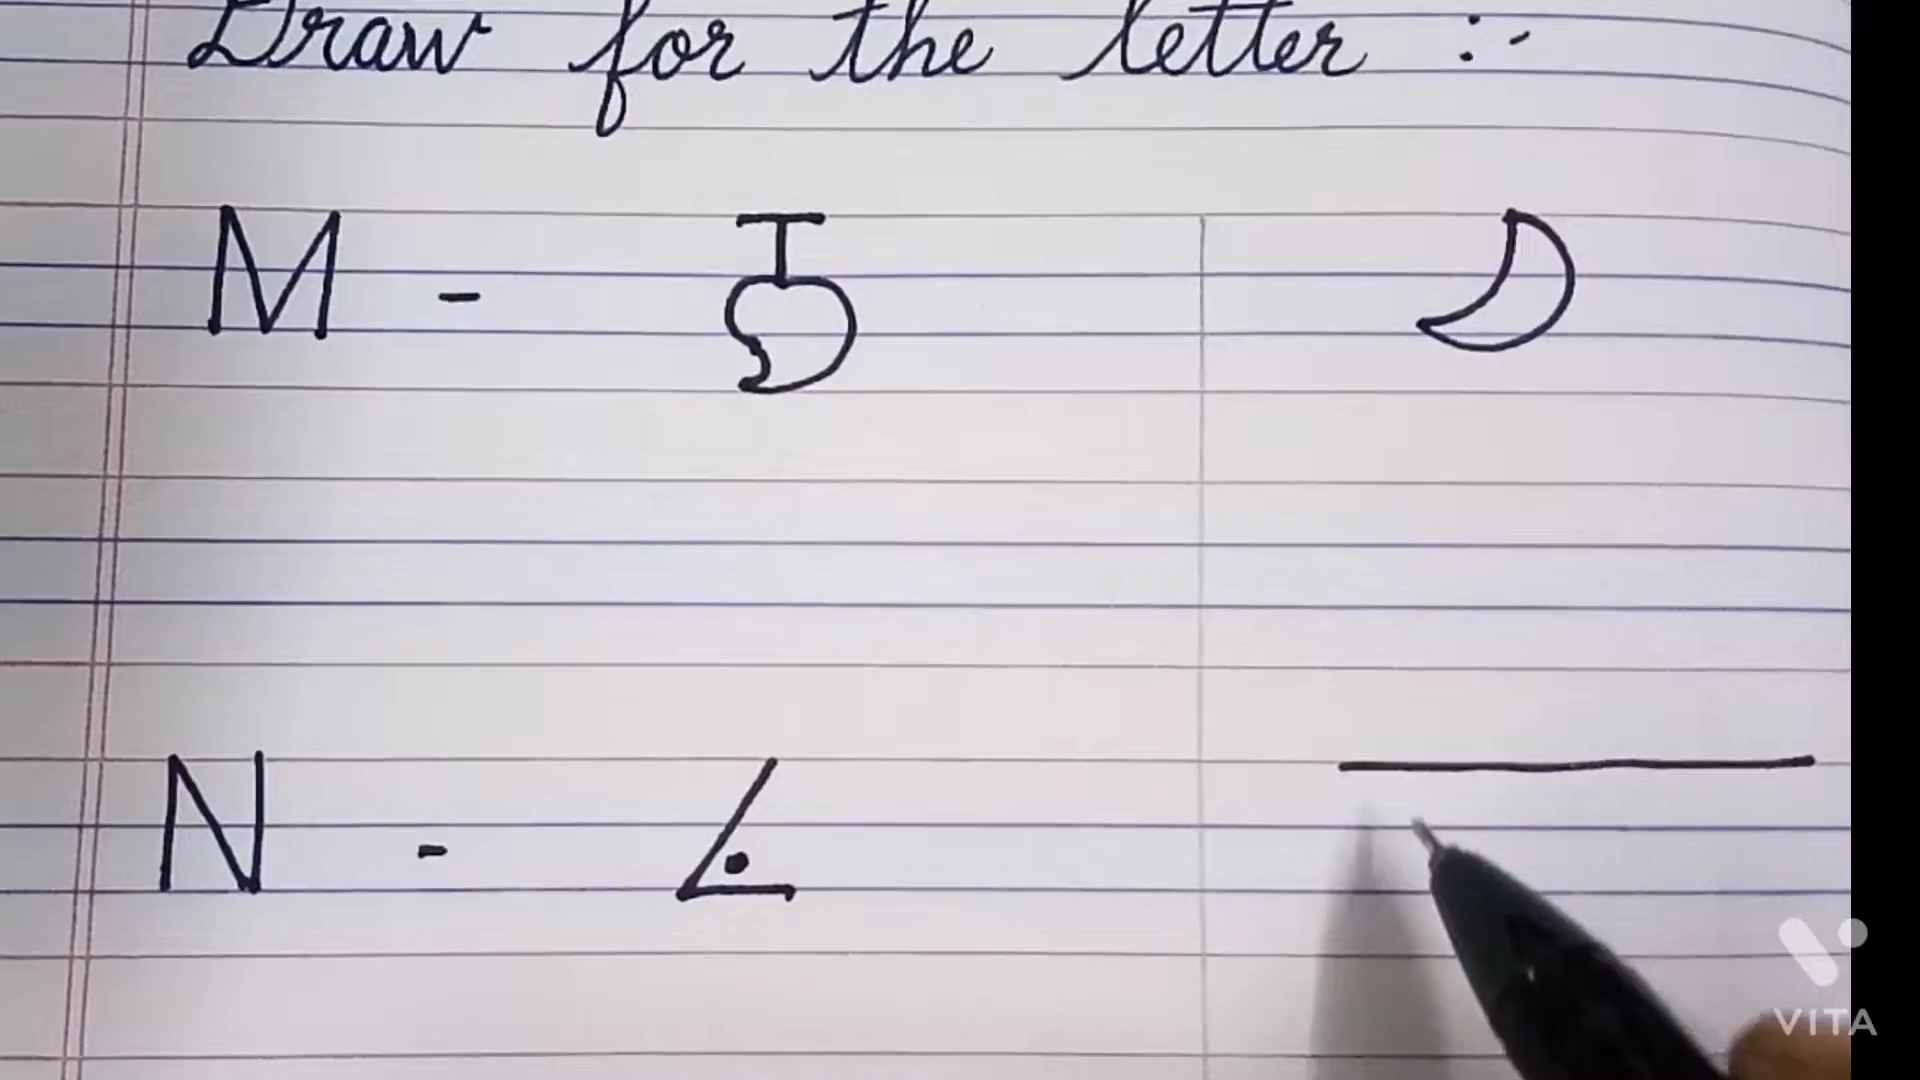 Draw for the letter :-
M -
N -
VITA